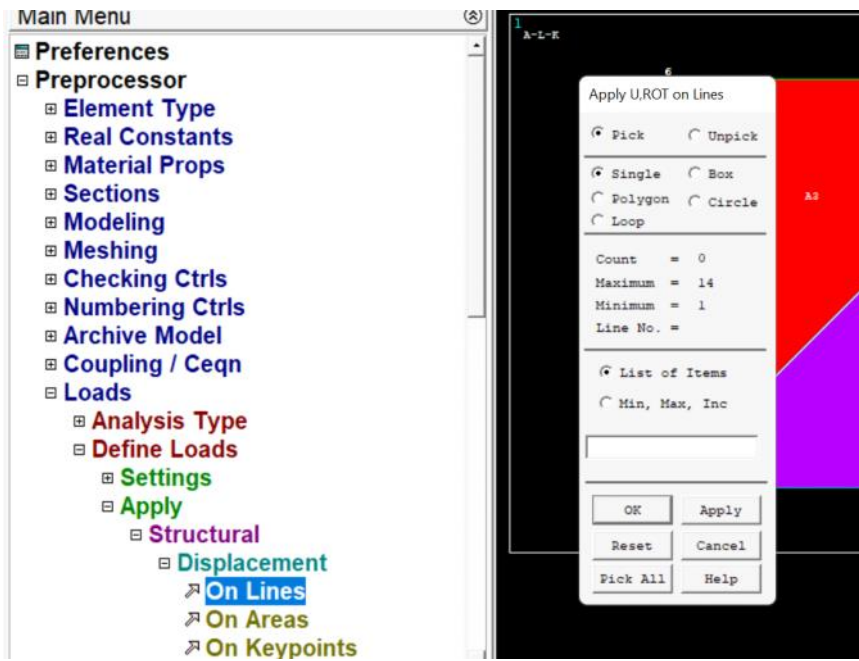 Main Menu
Preferences
Preprocessor
Element Type
Real Constants
Material Props
Sections
Modeling
Meshing
Checking Ctrls
Numbering Ctrls
Archive Model
Coupling / Ceqn
Loads
Analysis Type
Define Loads
Settings
Apply
Structural
Displacement
On Lines
On Areas
On Keypoints
1
A-L-K
6
Apply U,ROT on Lines
Pick Unpick
Single Box
Polygon Circle
Loop
Count = 0
Maximum = 14
Minimum = 1
Line No. =
List of Items
Min, Max, Inc
OK Apply
Reset Cancel
Pick All Help